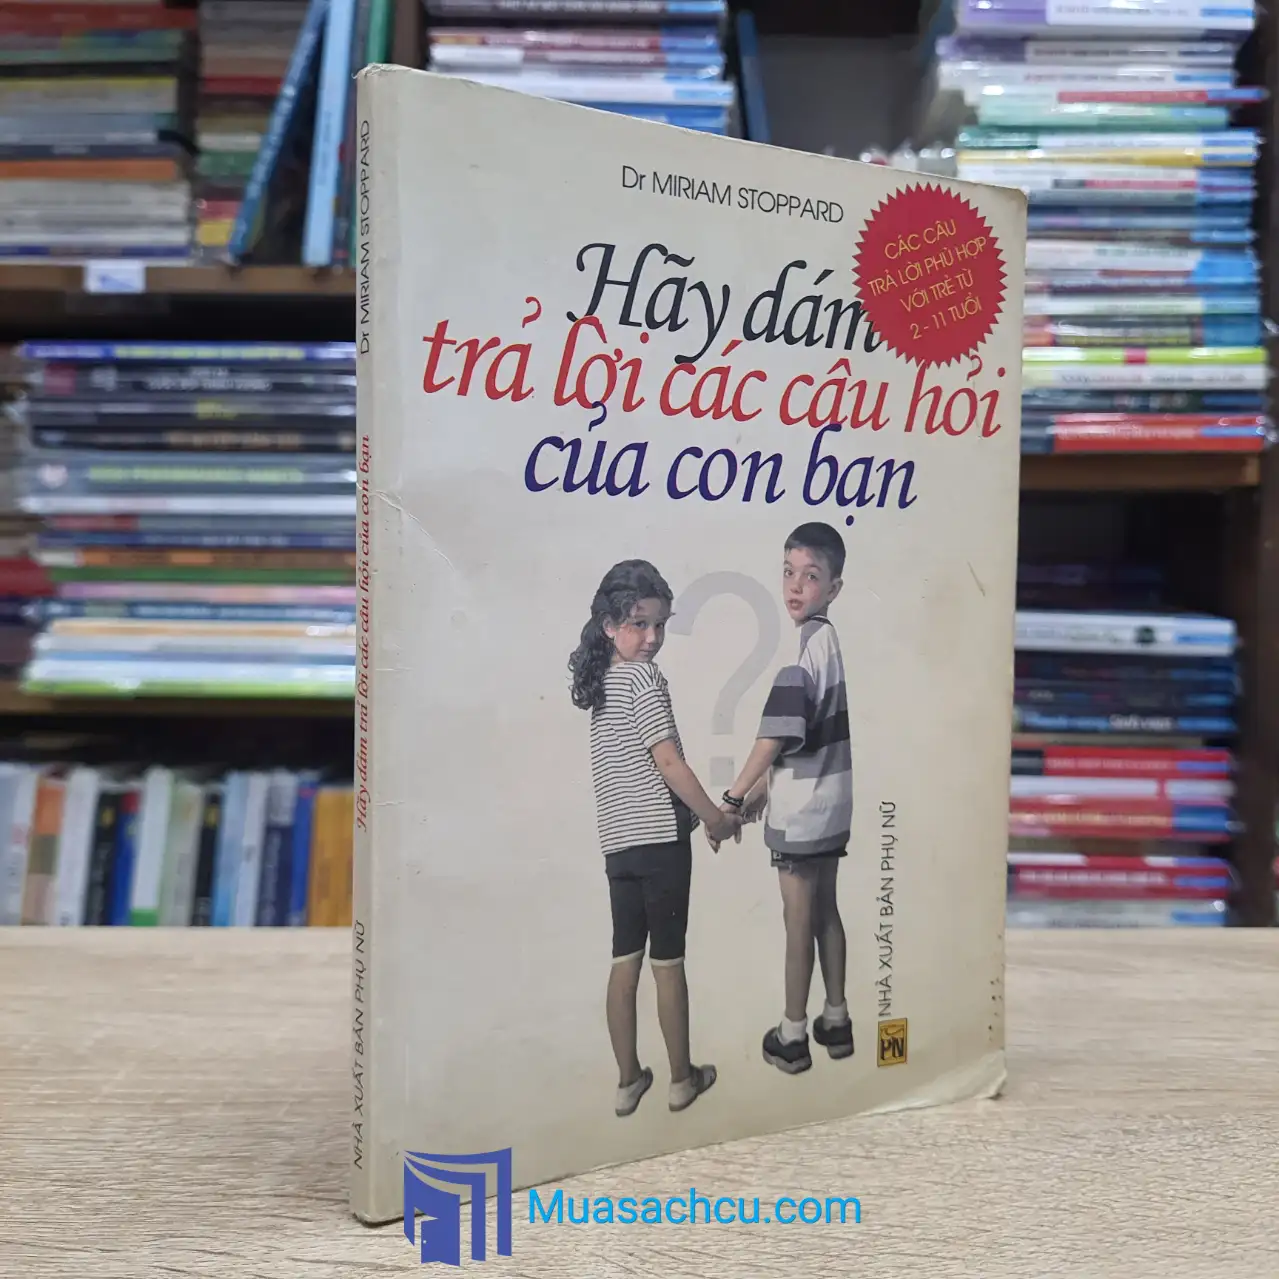 Dr MIRIAM STOPPARD
Hãy dám
trả lời các câu hỏi
của con bạn
CÁC CÂU
TRẢ LỜI PHÙ HỢP
VỚI TRẺ TỪ
2 - 11 TUỔI
NHÀ XUẤT BẢN PHỤ NỮ
PN
Dr MIRIAM STOPPARD
Hãy dám trả lời các câu hỏi của con bạn
NHÀ XUẤT BẢN PHỤ NỮ
Muasachcu.com